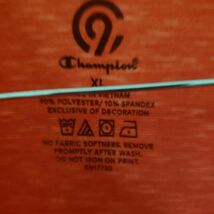 Champion
XL
IN VIETNAM
90% POLYESTER/10% SPANDEX
EXCLUSIVE OF DECORATION
NO FABRIC SOFTNERS. REMOVE
PROMPTLY AFTER WASH.
DO NOT IRON ON PRINT.